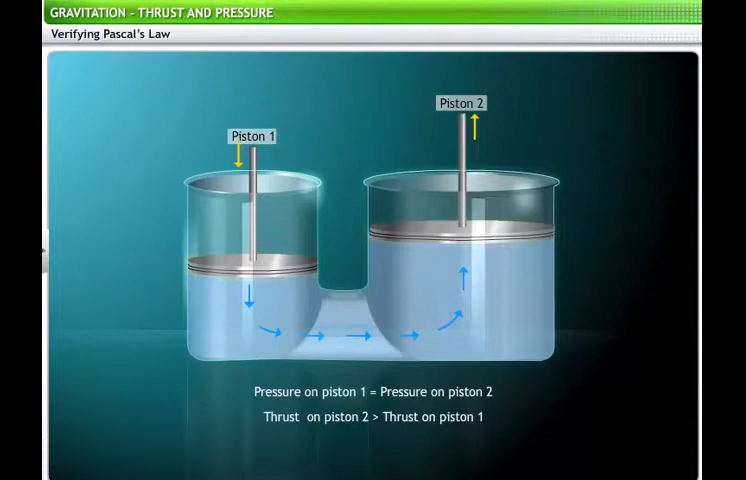 GRAVITATION – THRUST AND PRESSURE
Verifying Pascal's Law
Piston 2
Piston 1
Pressure on piston 1 = Pressure on piston 2
Thrust on piston 2 > Thrust on piston 1